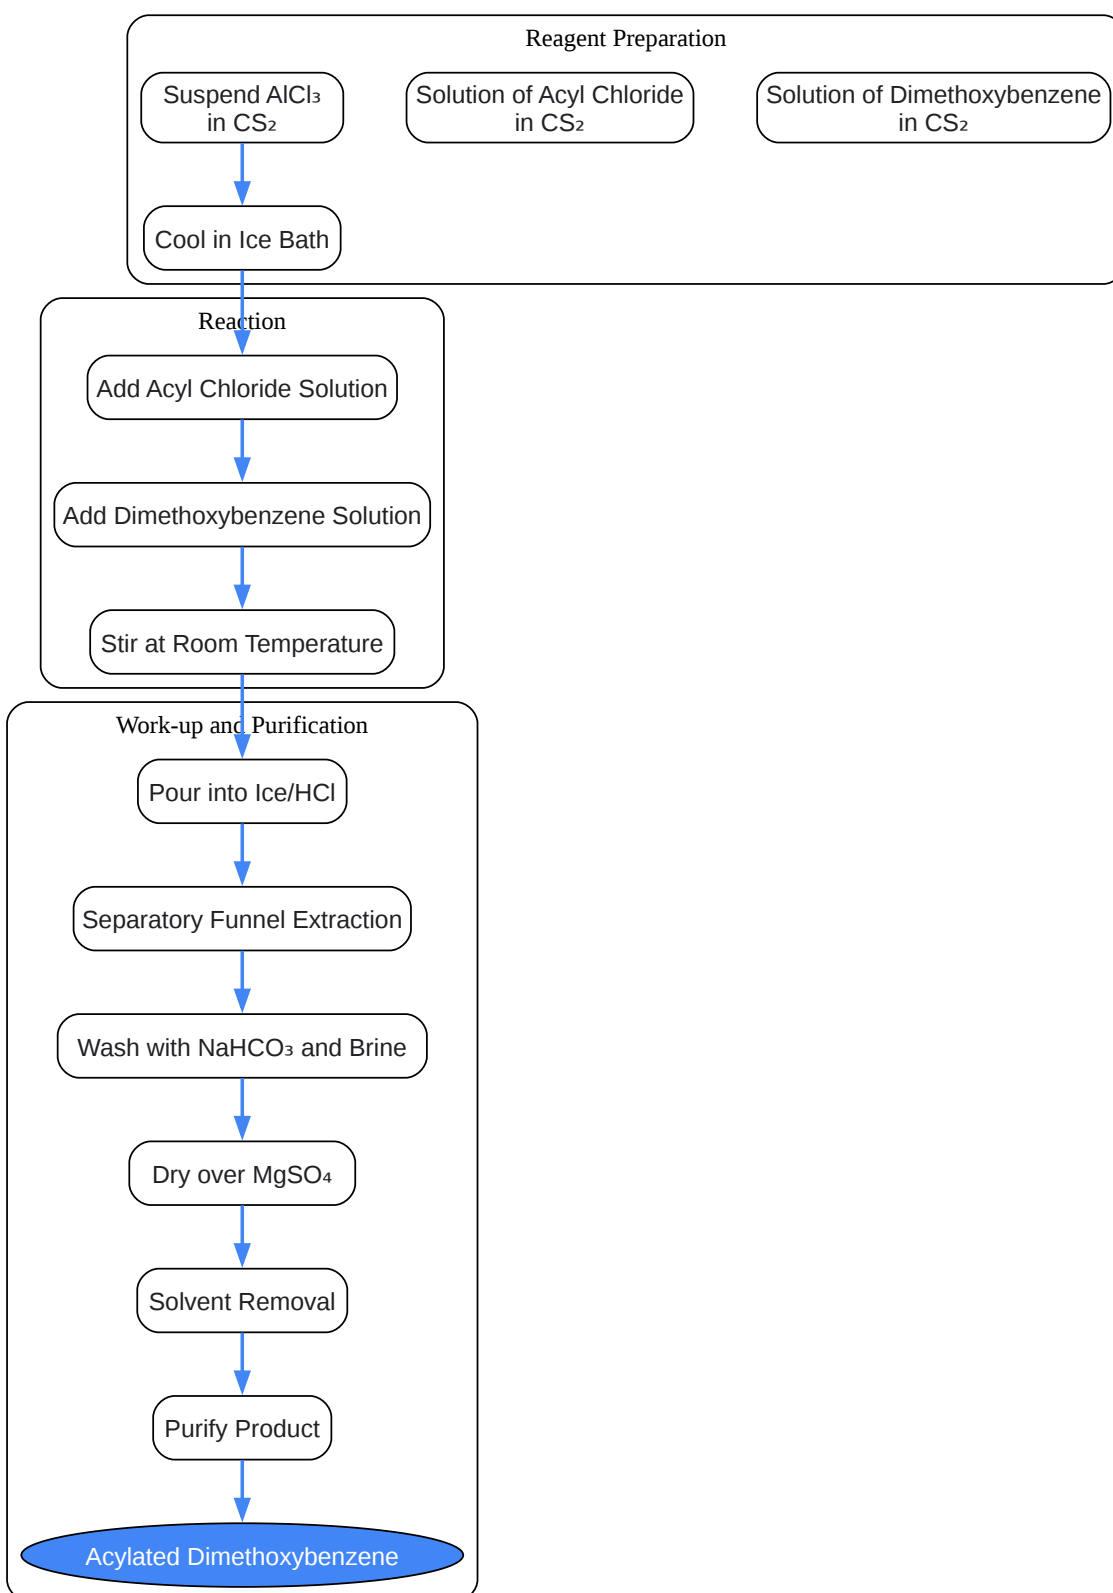 Reagent Preparation
Suspend AlCl₃
in CS₂
Solution of Acyl Chloride
in CS₂
Solution of Dimethoxybenzene
in CS₂
Cool in Ice Bath
Reaction
Add Acyl Chloride Solution
Add Dimethoxybenzene Solution
Stir at Room Temperature
Work-up and Purification
Pour into Ice/HCl
Separatory Funnel Extraction
Wash with NaHCO₃ and Brine
Dry over MgSO₄
Solvent Removal
Purify Product
Acylated Dimethoxybenzene